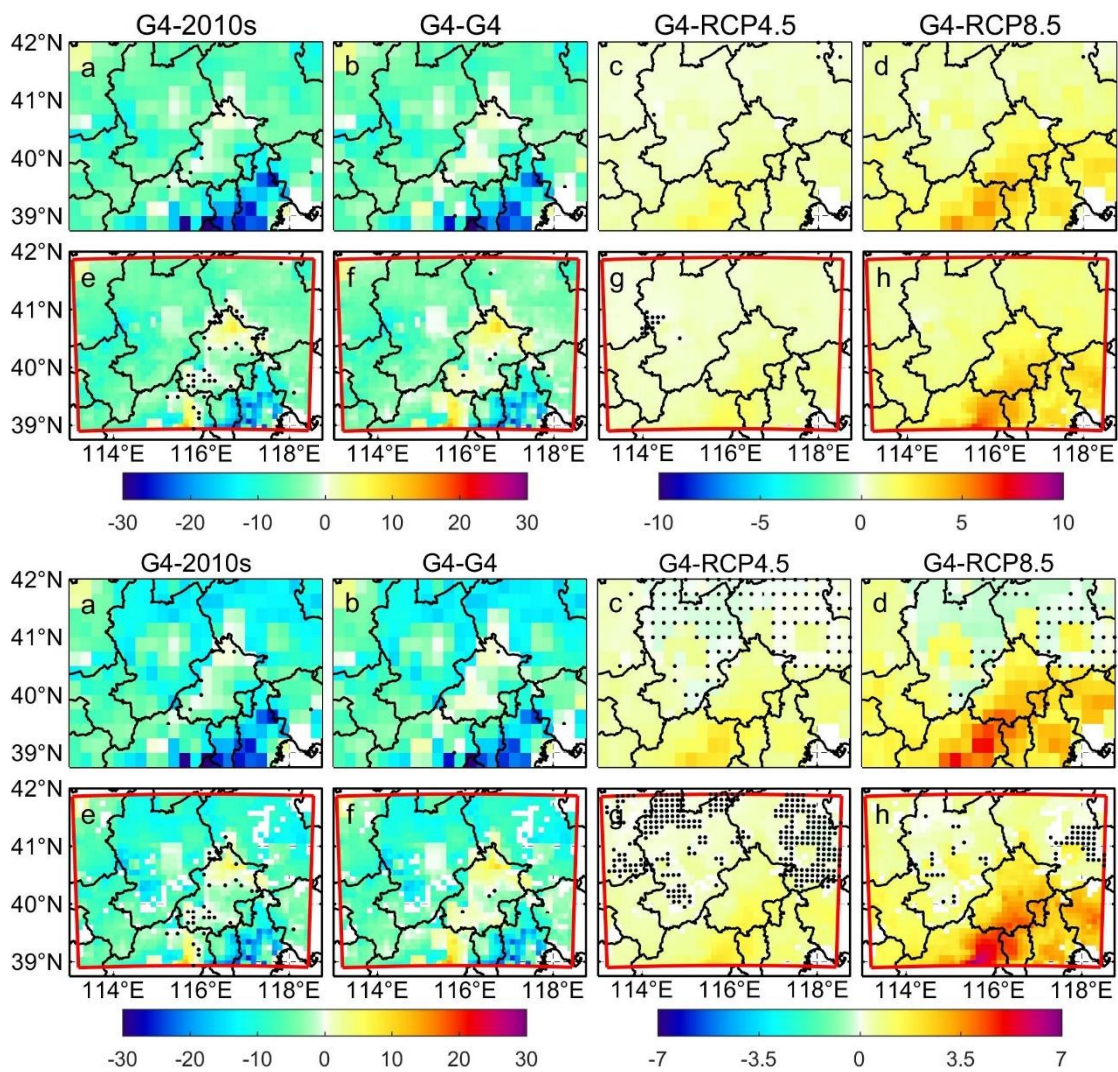 G4-2010s G4-G4 G4-RCP4.5 G4-RCP8.5
42°N a b c d
41°N
40°N
39°N
42°N e f g h
41°N
40°N
39°N
114°E 116°E 118°E 114°E 116°E 118°E 114°E 116°E 118°E 114°E 116°E 118°E
-30 -20 -10 0 10 20 30 -10 -5 0 5 10
G4-2010s G4-G4 G4-RCP4.5 G4-RCP8.5
42°N a b c d
41°N
40°N
39°N
42°N e f g h
41°N
40°N
39°N
114°E 116°E 118°E 114°E 116°E 118°E 114°E 116°E 118°E 114°E 116°E 118°E
-30 -20 -10 0 10 20 30 -7 -3.5 0 3.5 7